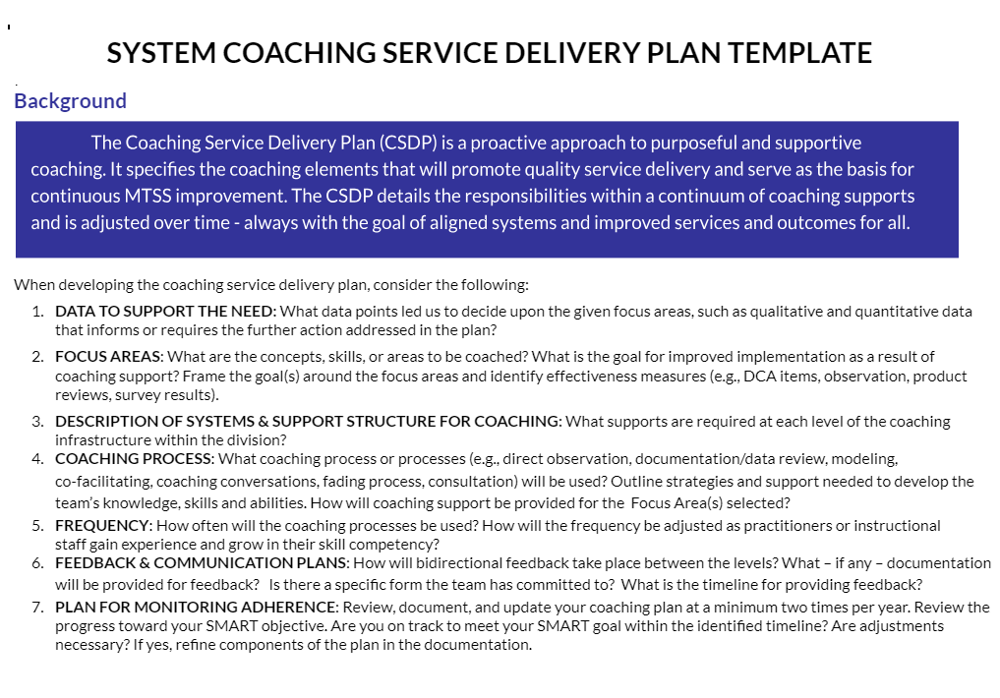 SYSTEM COACHING SERVICE DELIVERY PLAN TEMPLATE
Background
The Coaching Service Delivery Plan (CSDP) is a proactive approach to purposeful and supportive
coaching. It specifies the coaching elements that will promote quality service delivery and serve as the basis for
continuous MTSS improvement. The CSDP details the responsibilities within a continuum of coaching supports
and is adjusted over time - always with the goal of aligned systems and improved services and outcomes for all.
When developing the coaching service delivery plan, consider the following:
1. DATA TO SUPPORT THE NEED: What data points led us to decide upon the given focus areas, such as qualitative and quantitative data
that informs or requires the further action addressed in the plan?
2. FOCUS AREAS: What are the concepts, skills, or areas to be coached? What is the goal for improved implementation as a result of
coaching support? Frame the goal(s) around the focus areas and identify effectiveness measures (e.g., DCA items, observation, product
reviews, survey results).
3. DESCRIPTION OF SYSTEMS & SUPPORT STRUCTURE FOR COACHING: What supports are required at each level of the coaching
infrastructure within the division?
4. COACHING PROCESS: What coaching process or processes (e.g., direct observation, documentation/data review, modeling,
co-facilitating, coaching conversations, fading process, consultation) will be used? Outline strategies and support needed to develop the
team's knowledge, skills and abilities. How will coaching support be provided for the Focus Area(s) selected?
5. FREQUENCY: How often will the coaching processes be used? How will the frequency be adjusted as practitioners or instructional
staff gain experience and grow in their skill competency?
6. FEEDBACK & COMMUNICATION PLANS: How will bidirectional feedback take place between the levels? What – if any – documentation
will be provided for feedback? Is there a specific form the team has committed to? What is the timeline for providing feedback?
7. PLAN FOR MONITORING ADHERENCE: Review, document, and update your coaching plan at a minimum two times per year. Review the
progress toward your SMART objective. Are you on track to meet your SMART goal within the identified timeline? Are adjustments
necessary? If yes, refine components of the plan in the documentation.